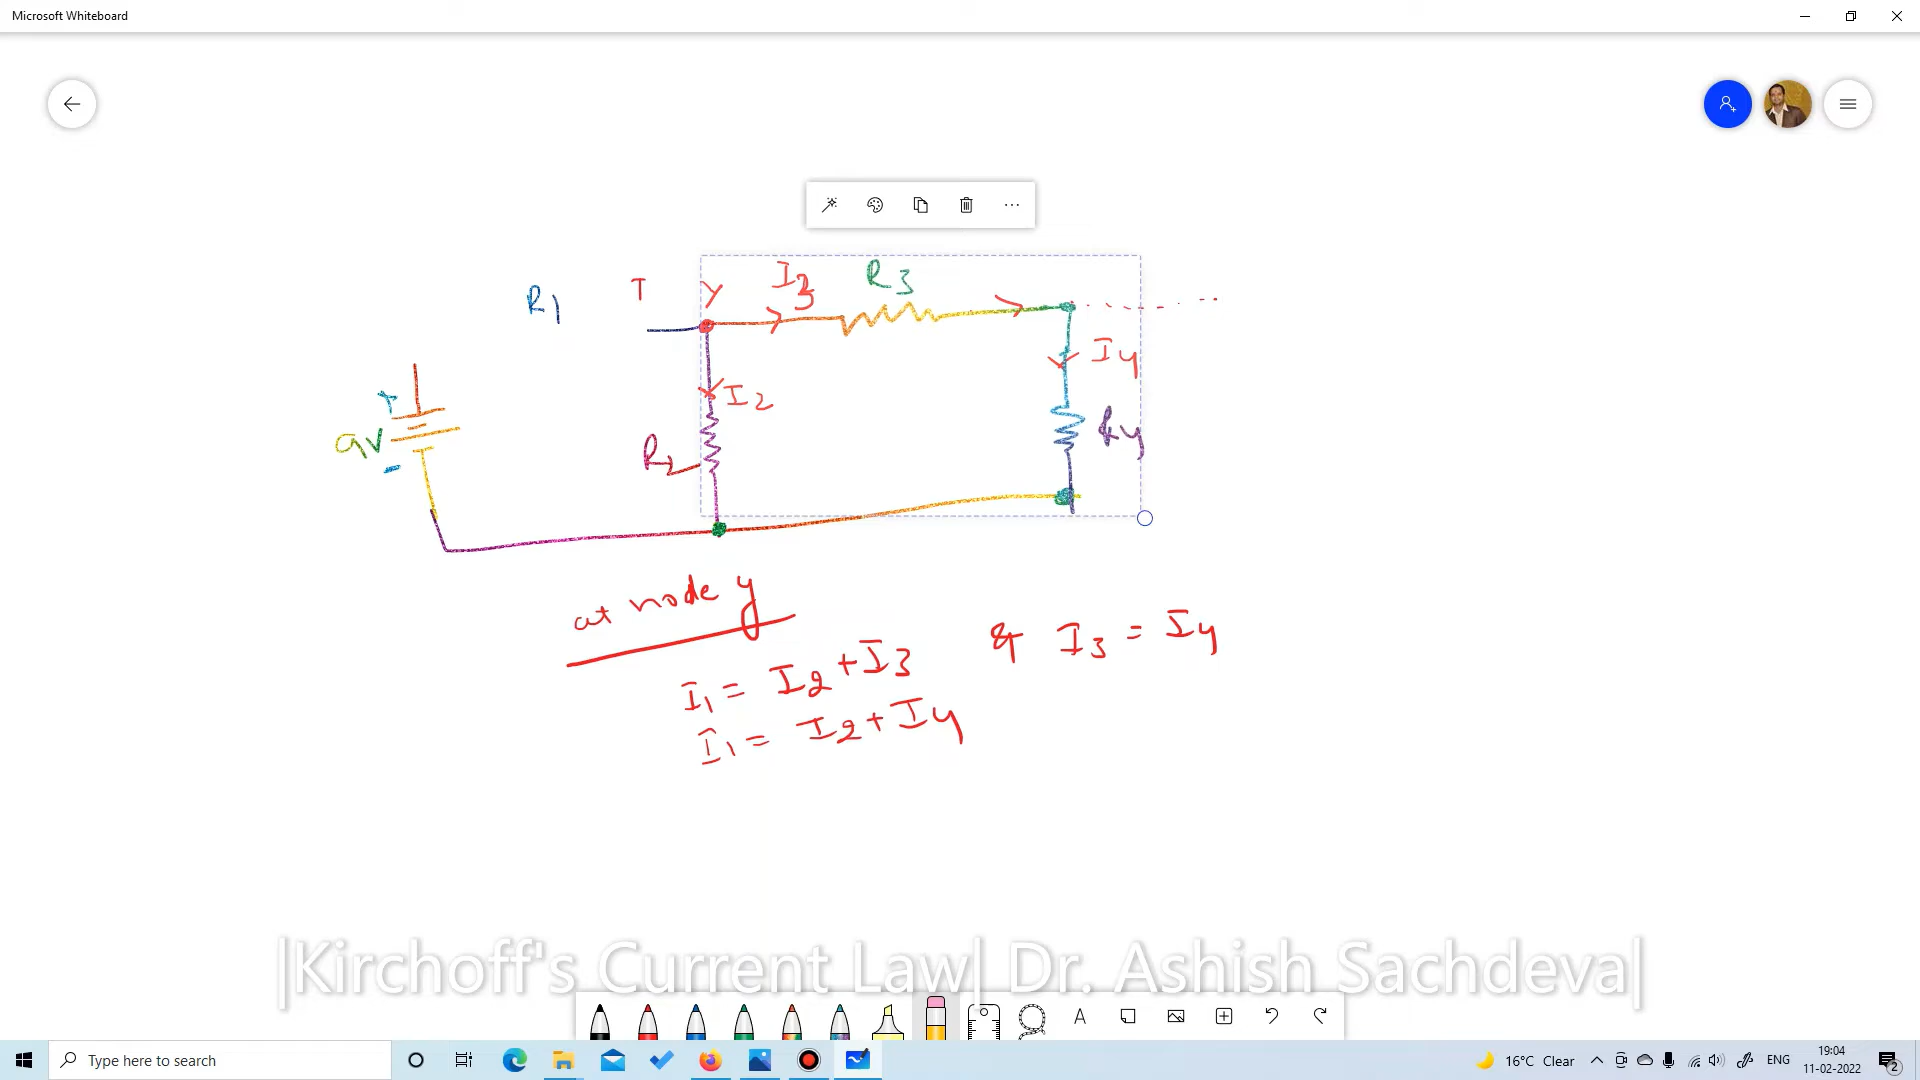 Microsoft Whiteboard
R1
I
Y
I3
R3
I2
I4
+
9V
-
R2
R4
at node y
I1 = I2 + I3 & I3 = I4
I1 = I2 + I4
|Kirchoff's Current Law| Dr. Ashish Sachdeva|
Type here to search
16°C Clear
ENG
19:04
11-02-2022
2